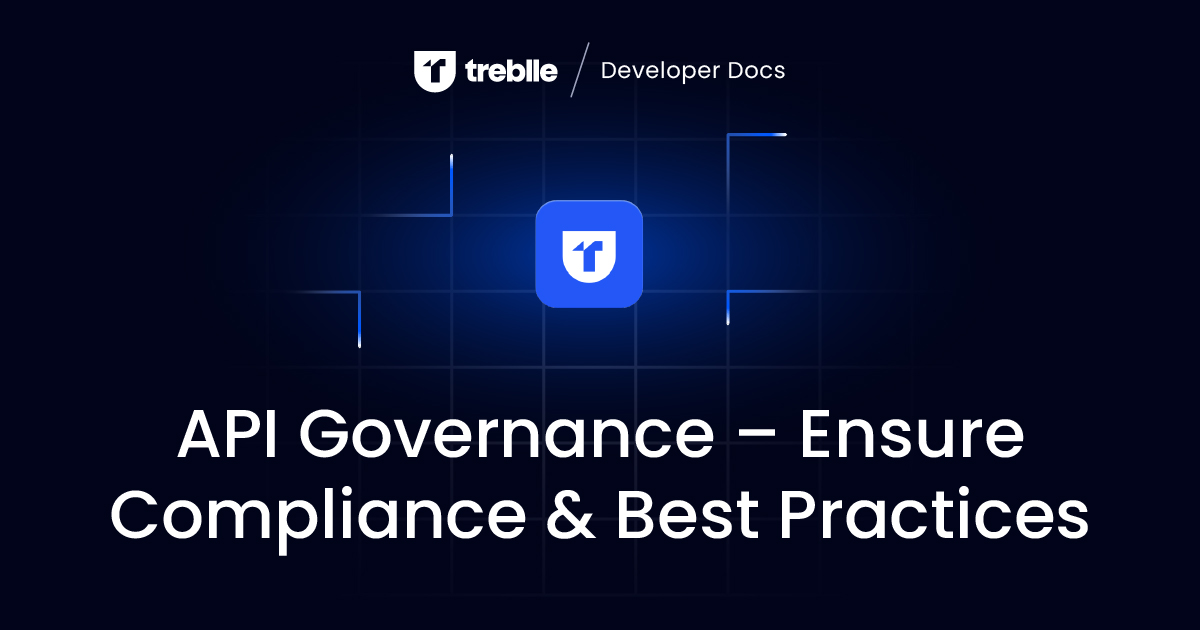 treblle / Developer Docs
API Governance – Ensure
Compliance & Best Practices